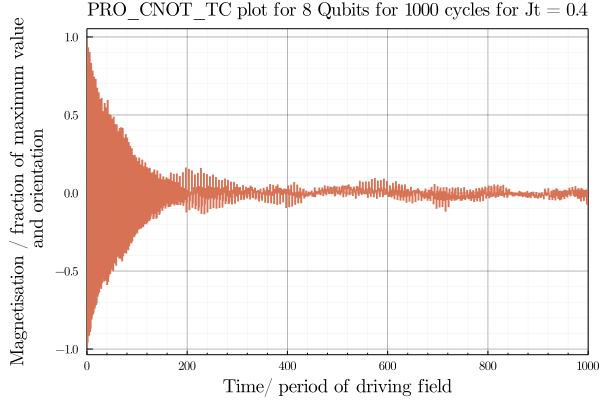 PRO_CNOT_TC plot for 8 Qubits for 1000 cycles for Jt = 0.4
Magnetisation / fraction of maximum value
and orientation
1.0
0.5
0.0
−0.5
−1.0
0 200 400 600 800 1000
Time/ period of driving field